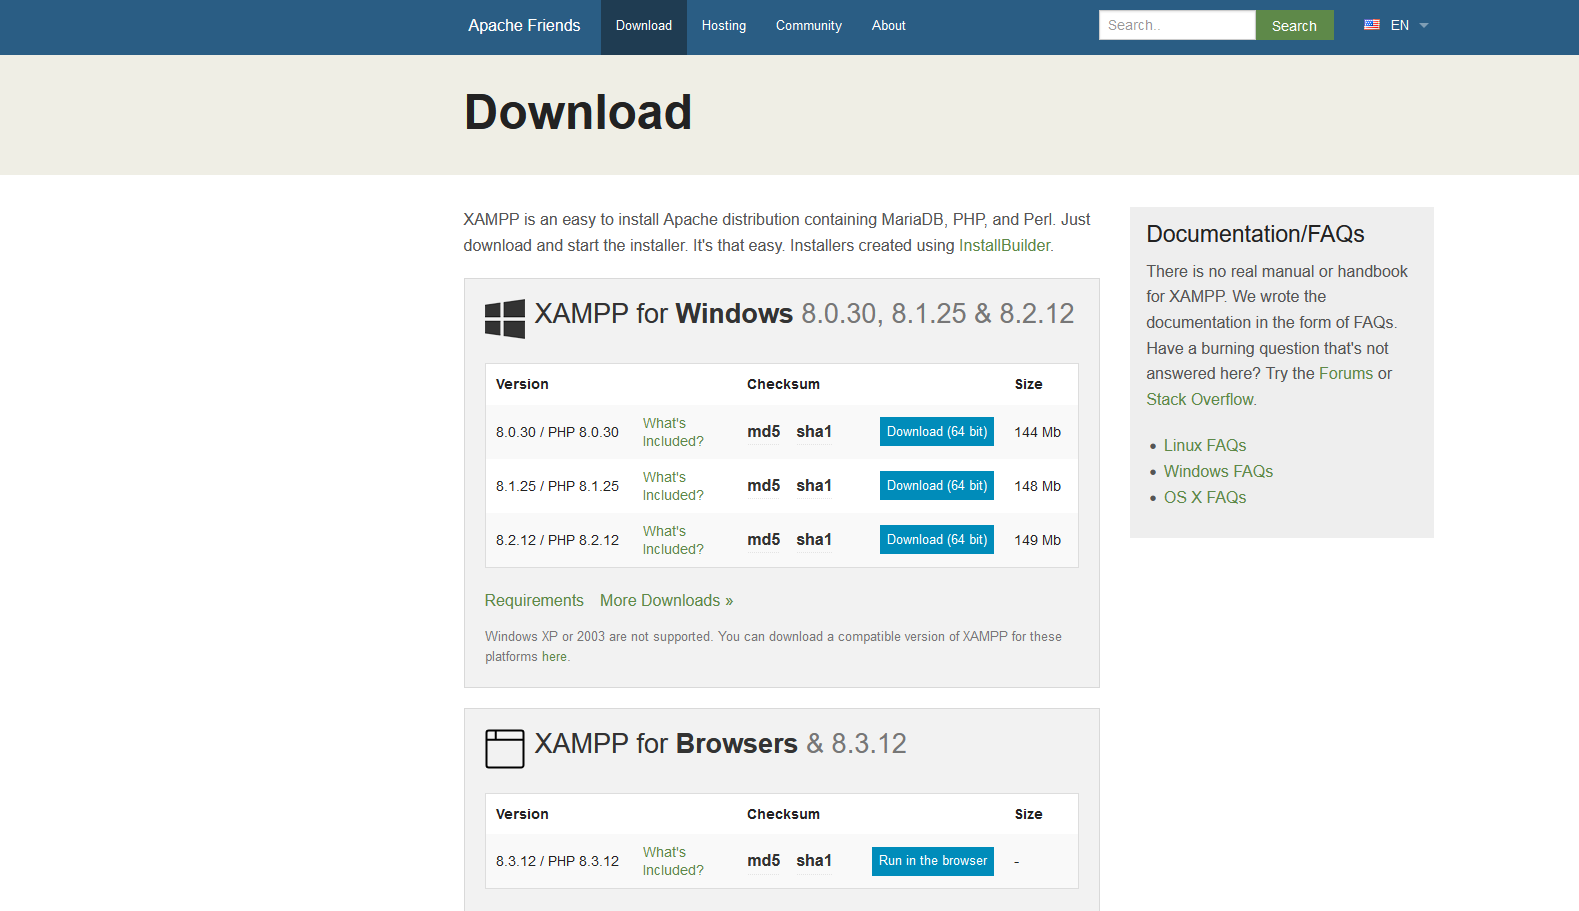 Apache Friends Download Hosting Community About Search.. Search EN
Download
XAMPP is an easy to install Apache distribution containing MariaDB, PHP, and Perl. Just
download and start the installer. It's that easy. Installers created using InstallBuilder.
XAMPP for Windows 8.0.30, 8.1.25 & 8.2.12
Version Checksum Size
8.0.30 / PHP 8.0.30 What's Included? md5 sha1 Download (64 bit) 144 Mb
8.1.25 / PHP 8.1.25 What's Included? md5 sha1 Download (64 bit) 148 Mb
8.2.12 / PHP 8.2.12 What's Included? md5 sha1 Download (64 bit) 149 Mb
Requirements More Downloads »
Windows XP or 2003 are not supported. You can download a compatible version of XAMPP for these
platforms here.
XAMPP for Browsers & 8.3.12
Version Checksum Size
8.3.12 / PHP 8.3.12 What's Included? md5 sha1 Run in the browser -
Documentation/FAQs
There is no real manual or handbook
for XAMPP. We wrote the
documentation in the form of FAQs.
Have a burning question that's not
answered here? Try the Forums or
Stack Overflow.
• Linux FAQs
• Windows FAQs
• OS X FAQs